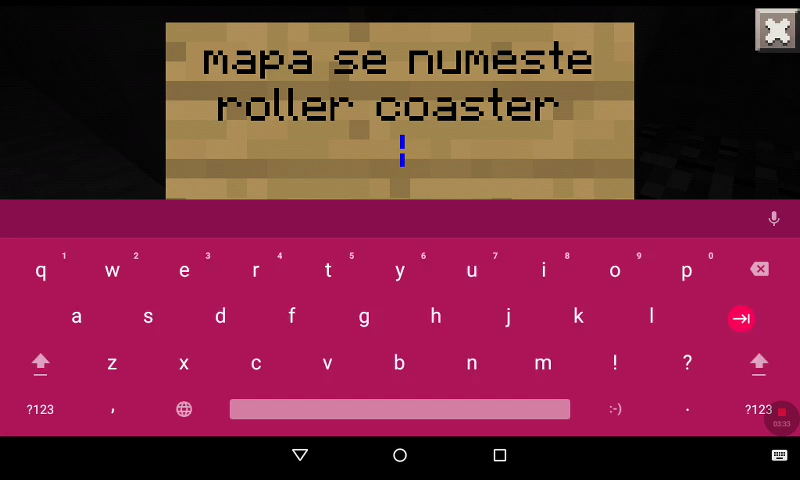 mapa se numeste
roller coaster
q 1 w 2 e 3 r 4 t 5 y 6 u 7 i 8 o 9 p 0
a s d f g h j k l
z x c v b n m ! ?
?123 , :-) . ?123
03:33